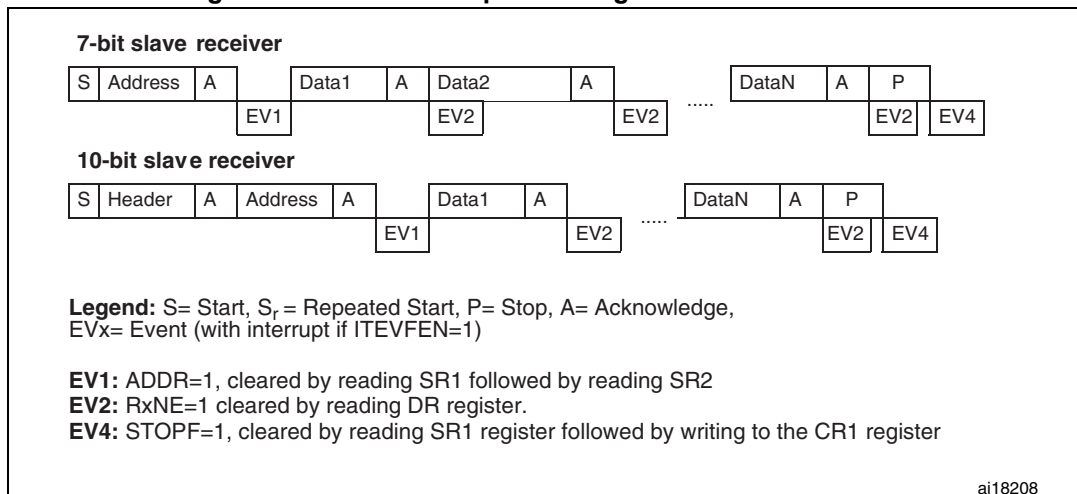 7-bit slave receiver
S Address A Data1 A Data2 A ..... DataN A P
EV1 EV2 EV2 EV2 EV4
10-bit slave receiver
S Header A Address A Data1 A ..... DataN A P
EV1 EV2 EV2 EV4
Legend: S= Start, Sr = Repeated Start, P= Stop, A= Acknowledge,
EVx= Event (with interrupt if ITEVFEN=1)
EV1: ADDR=1, cleared by reading SR1 followed by reading SR2
EV2: RxNE=1 cleared by reading DR register.
EV4: STOPF=1, cleared by reading SR1 register followed by writing to the CR1 register
ai18208